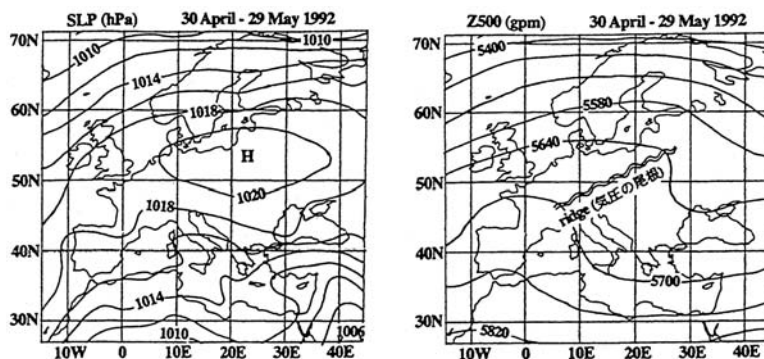 SLP (hPa) 30 April - 29 May 1992
70N
60N
50N
40N
30N
1010
1010
1014
1018
H
1020
1018
1014
1010
1006
10W 0 10E 20E 30E 40E
Z500 (gpm) 30 April - 29 May 1992
70N
60N
50N
40N
30N
5400
5580
5640
ridge (気圧の尾根)
5700
5820
10W 0 10E 20E 30E 40E